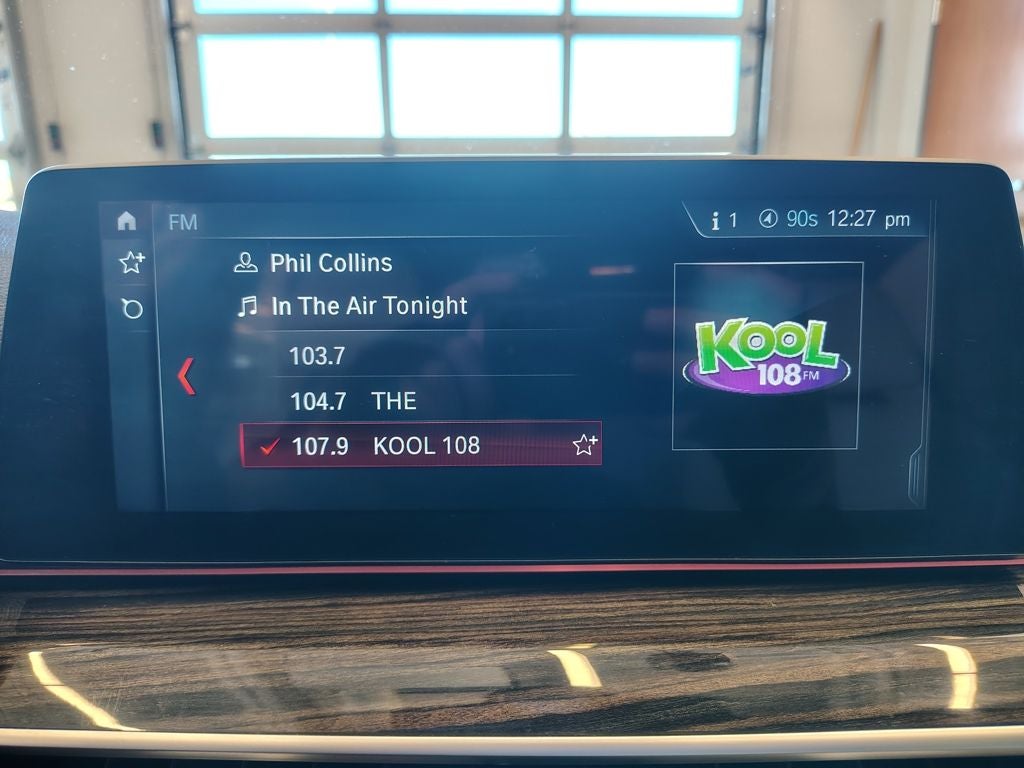 FM
i 1 90s 12:27 pm
Phil Collins
In The Air Tonight
103.7
104.7 THE
107.9 KOOL 108
KOOL
108 FM